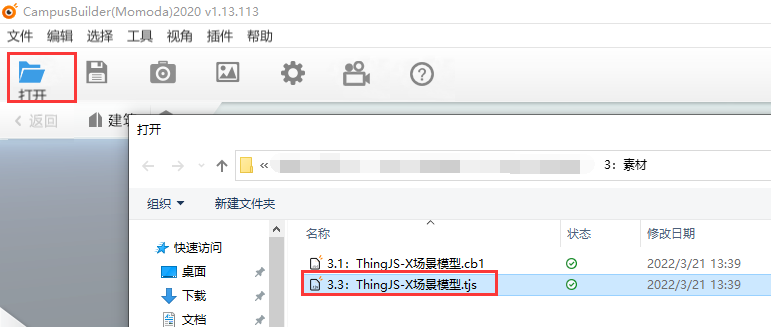 CampusBuilder(Momoda)2020 v1.13.113
文件 编辑 选择 工具 视角 插件 帮助
打开
返回 建筑
打开
« 3：素材
组织 新建文件夹
名称 状态 修改日期
快速访问
3.1：ThingJS-X场景模型.cb1 2022/3/21 13:39
桌面
3.3：ThingJS-X场景模型.tjs 2022/3/21 13:39
下载
文档